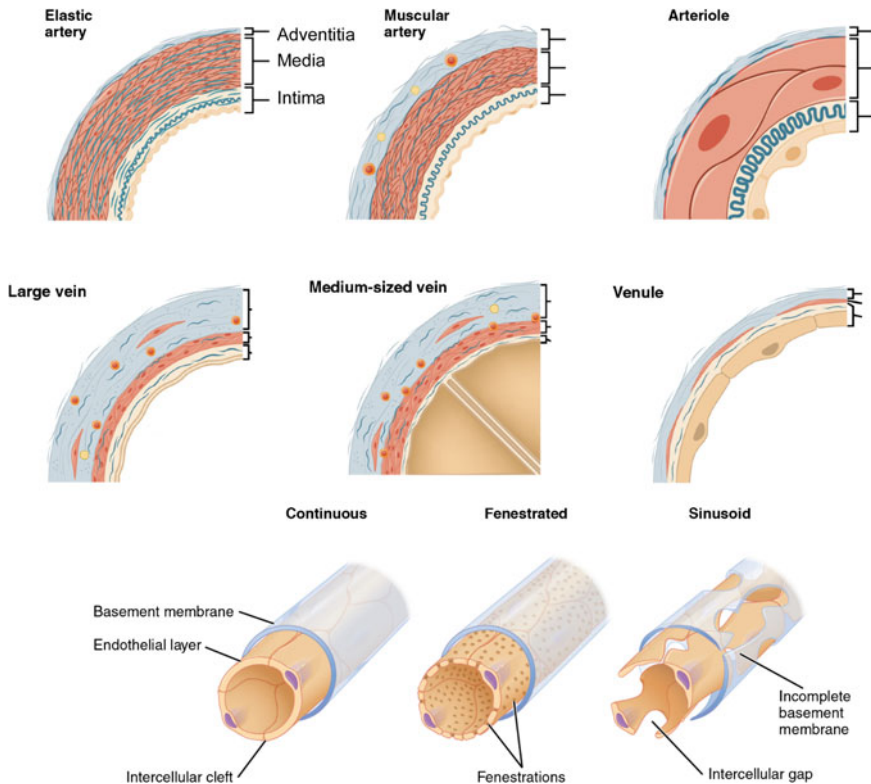 Elastic
artery
Adventitia
Media
Intima
Muscular
artery
Arteriole
Large vein
Medium-sized vein
Venule
Continuous
Fenestrated
Sinusoid
Basement membrane
Endothelial layer
Intercellular cleft
Fenestrations
Incomplete
basement
membrane
Intercellular gap